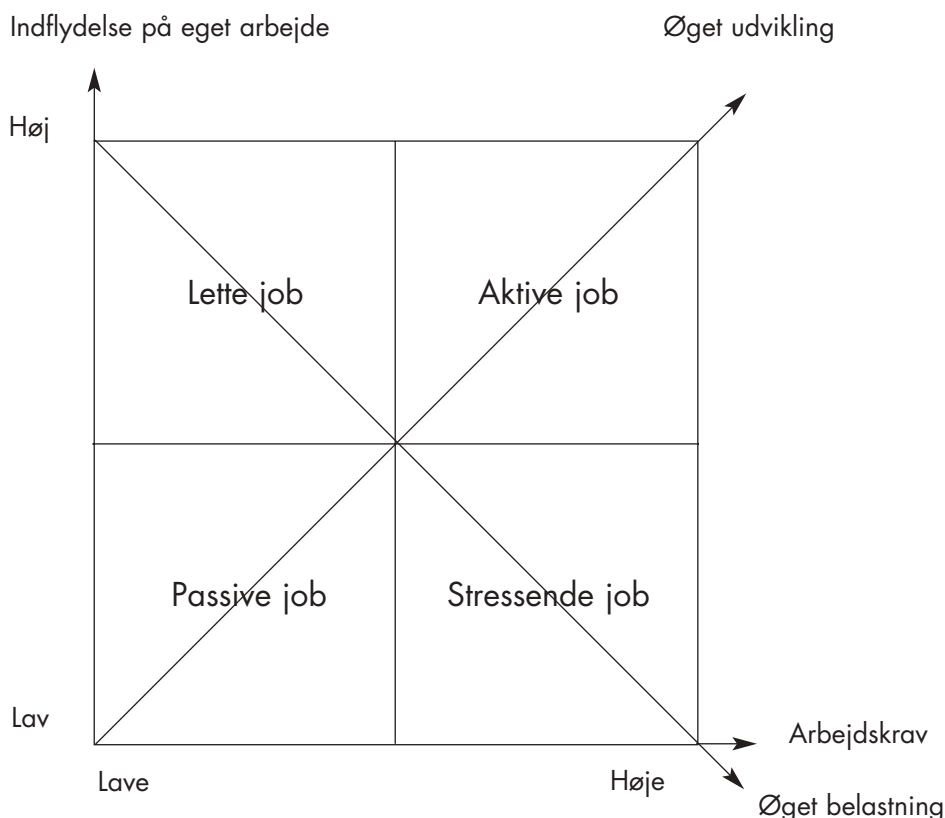 Indflydelse på eget arbejde
Øget udvikling
Høj
Lette job
Aktive job
Passive job
Stressende job
Lav
Arbejdskrav
Lave
Høje
Øget belastning